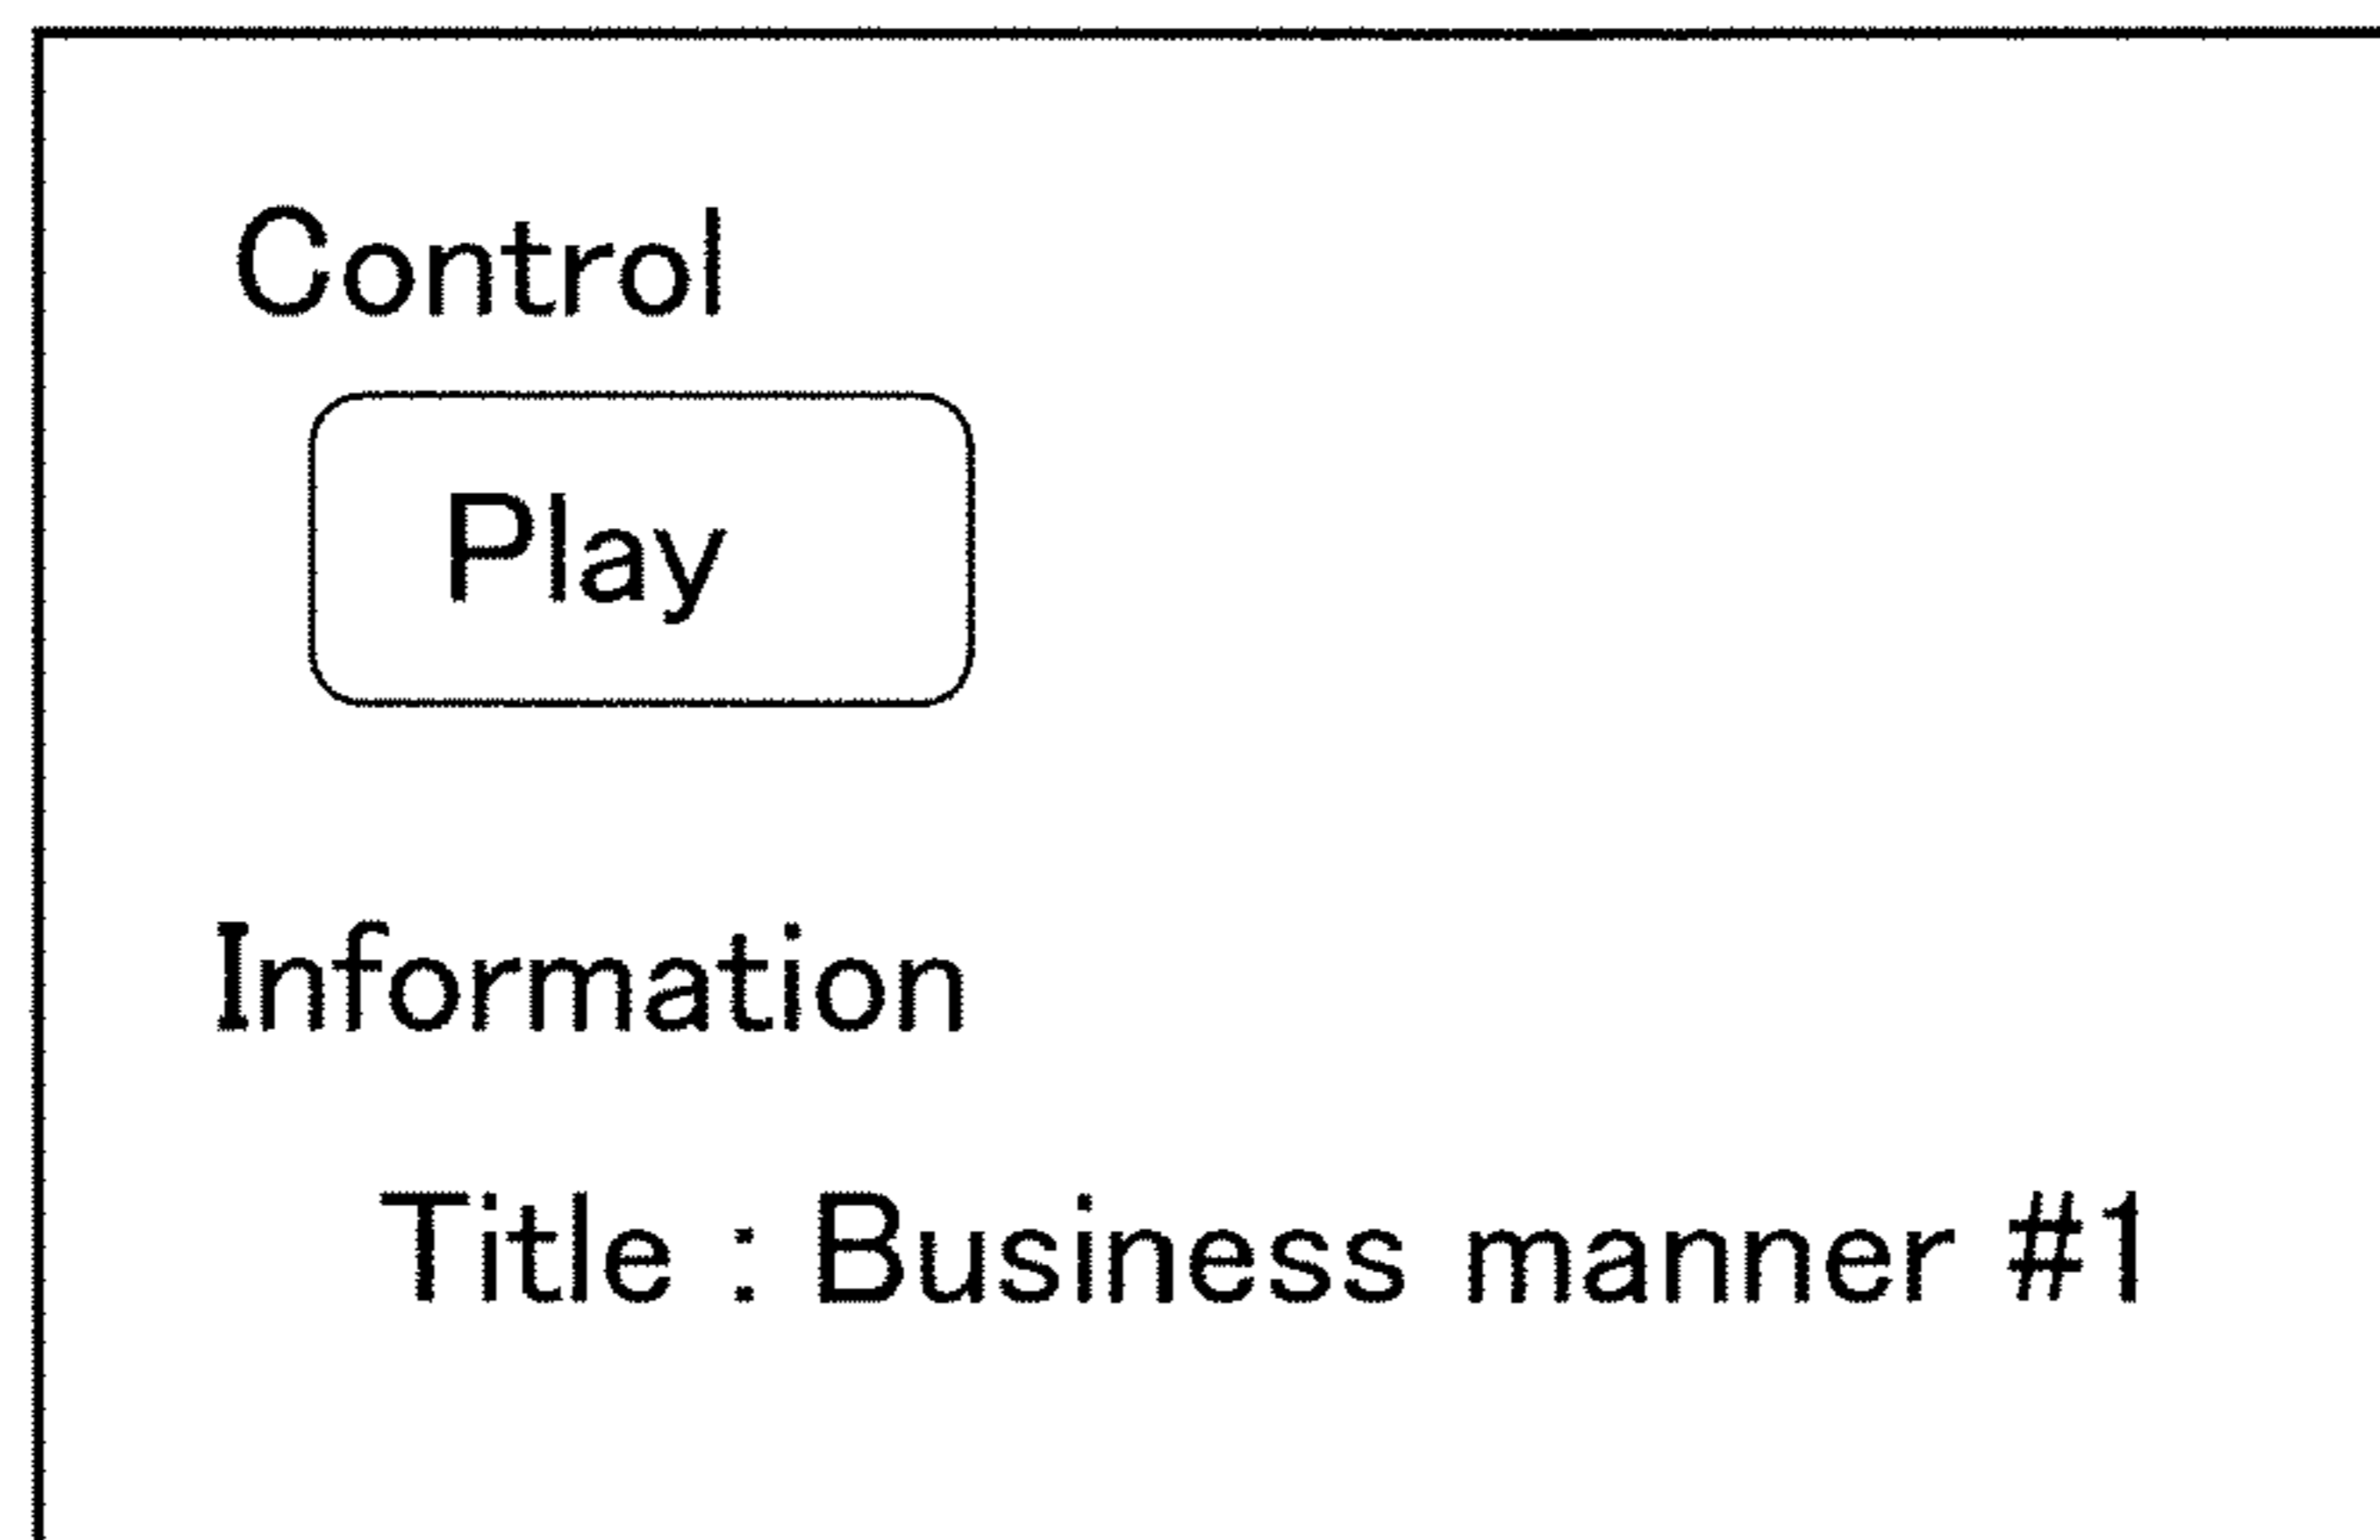 Control
Play
Information
Title : Business manner #1